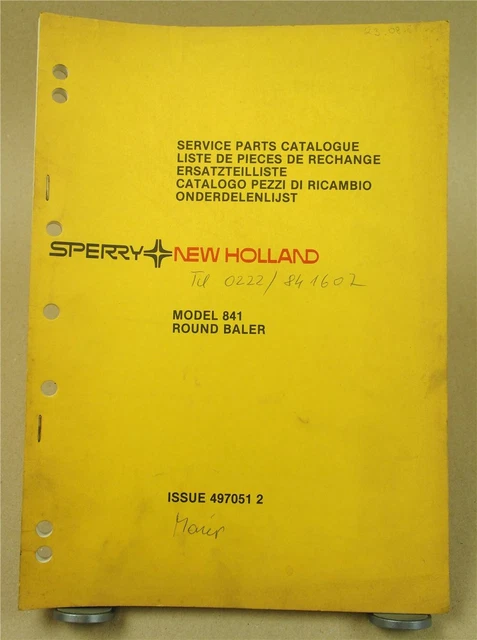 SERVICE PARTS CATALOGUE
LISTE DE PIECES DE RECHANGE
ERSATZTEILLISTE
CATALOGO PEZZI DI RICAMBIO
ONDERDELENLIJST
SPERRY NEW HOLLAND
Tel 0222/841602
MODEL 841
ROUND BALER
ISSUE 497051 2